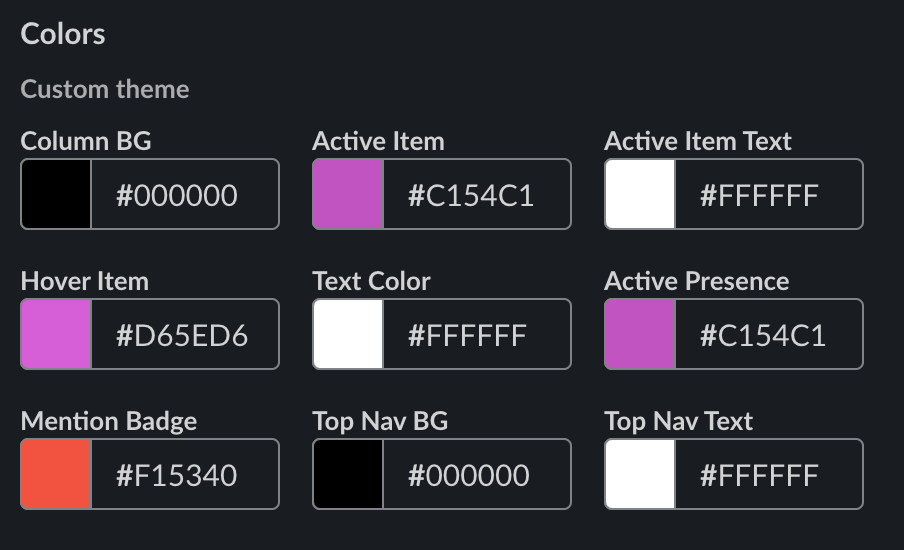 Colors
Custom theme
Column BG
#000000
Active Item
#C154C1
Active Item Text
#FFFFFF
Hover Item
#D65ED6
Text Color
#FFFFFF
Active Presence
#C154C1
Mention Badge
#F15340
Top Nav BG
#000000
Top Nav Text
#FFFFFF